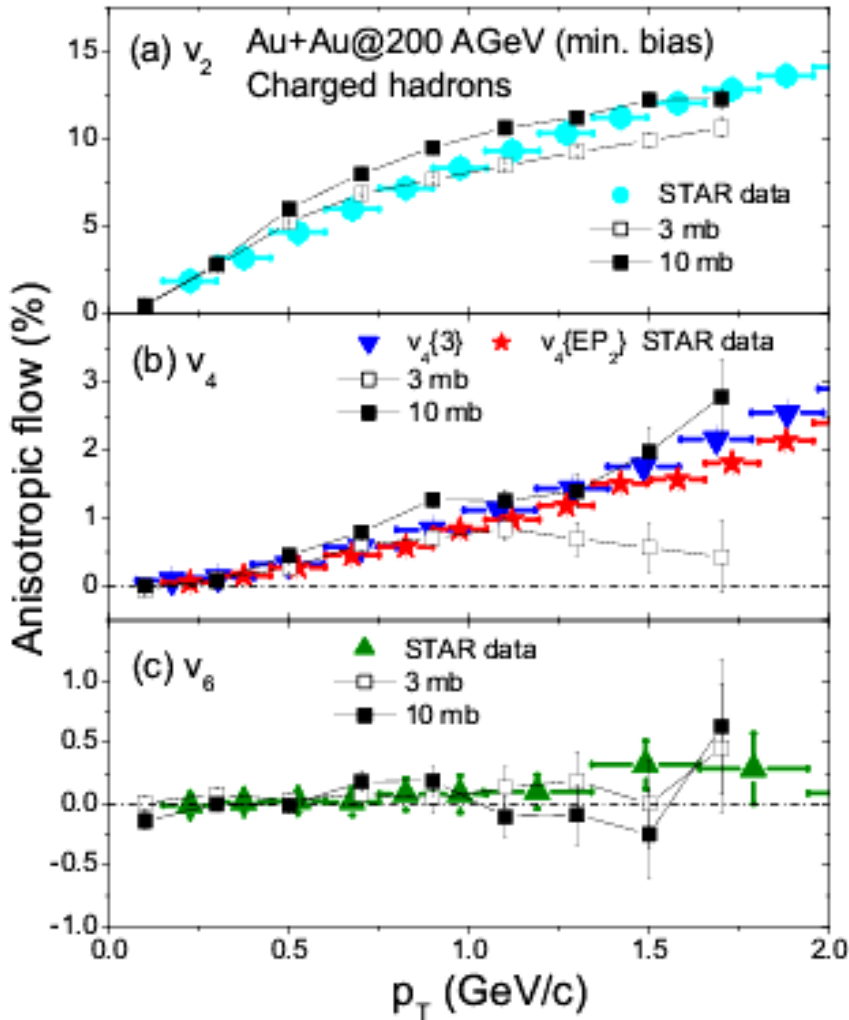 (a) v₂ Au+Au@200 AGeV (min. bias)
Charged hadrons
STAR data
3 mb
10 mb
15
10
5
0
(b) v₄ v₄{3} v₄{EP₂} STAR data
3 mb
10 mb
3
2
1
0
(c) v₆ STAR data
3 mb
10 mb
1.0
0.5
0.0
-0.5
-1.0
0.0 0.5 1.0 1.5 2.0
p_T (GeV/c)
Anisotropic flow (%)